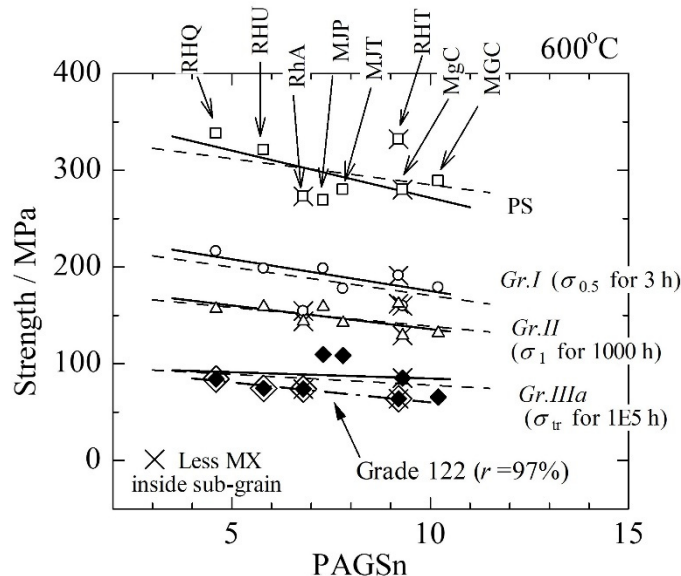 RHQ
RHU
RhA
MJP
MJT
RHT
MgC
MGC
600°C
400
300
200
100
0
Strength / MPa
PS
Gr.I (σ0.5 for 3 h)
Gr.II
(σ1 for 1000 h)
Gr.IIIa
(σtr for 1E5 h)
Less MX
inside sub-grain
Grade 122 (r =97%)
5
10
15
PAGSn